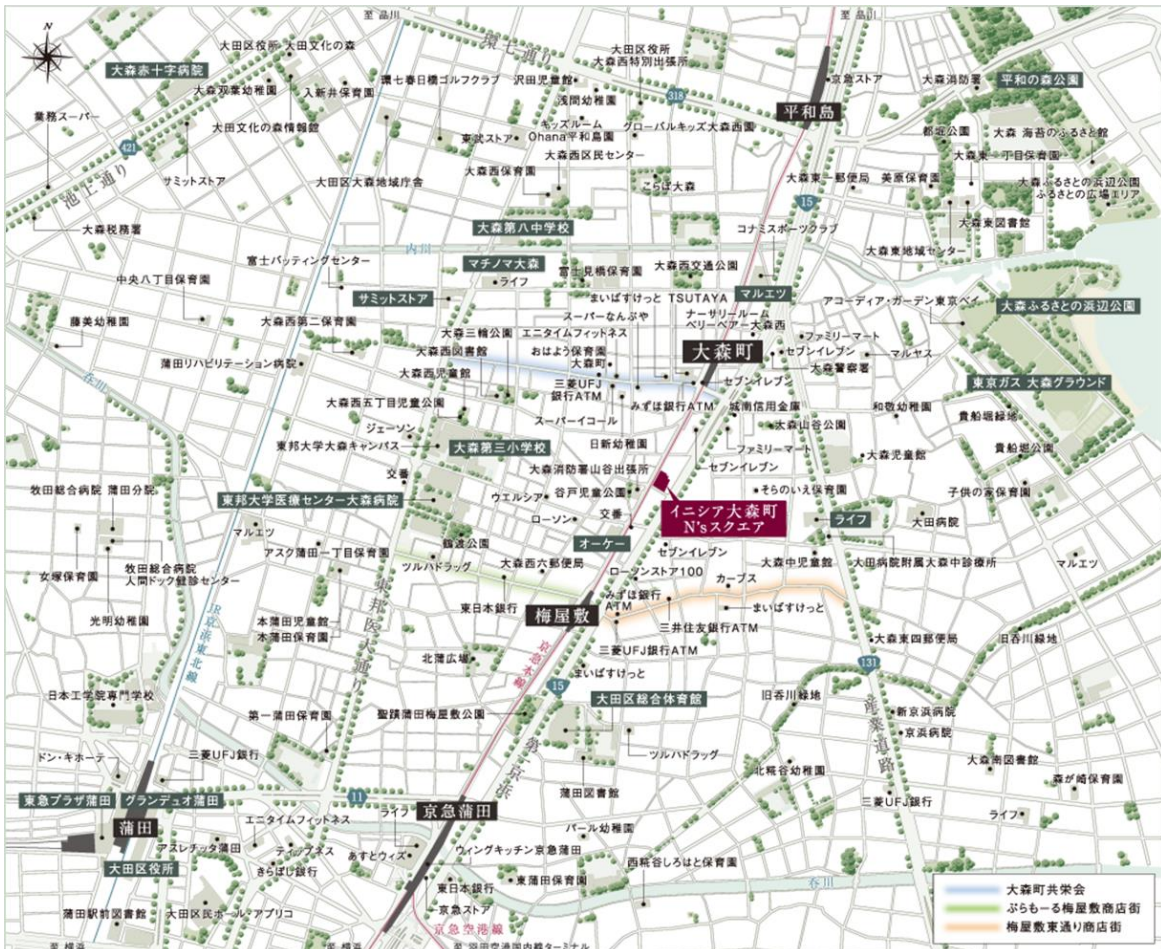 至 品川
至 品川
N
大田区役所
大田文化の森
環七通り
大田区役所
大森西特別出張所
大森赤十字病院
大森双葉幼稚園
入新井保育園
環七春日橋ゴルフクラブ
沢田児童館
京急ストア
大森消防署
平和の森公園
業務スーパー
318
浅間幼稚園
平和島
大田文化の森情報館
東武ストア
キッズルーム
Ohana平和島園
グローバルキッズ大森西園
都堀公園
大森 海苔のふるさと館
421
池上通り
サミットストア
大森西区民センター
大森東一丁目保育園
大田区大森地域庁舎
大森西保育園
こらぼ大森
大森東一郵便局
美原保育園
大森ふるさとの浜辺公園
ふるさとの広場エリア
15
大森税務署
大森第八中学校
コナミスポーツクラブ
大森東図書館
内川
大森東地域センター
富士バッティングセンター
マチノマ大森
富士見橋保育園
大森西交通公園
中央八丁目保育園
ライフ
サミットストア
まいばすけっと
TSUTAYA
マルエツ
アコーディア・ガーデン東京ベイ
大森ふるさとの浜辺公園
スーパーなんぶや
ナーサリールーム
ベリーベアー大森西
藤美幼稚園
大森西第二保育園
大森三輪公園
エニタイムフィットネス
ファミリーマート
大森西図書館
おはよう保育園
大森町
大森町
セブンイレブン
マルヤス
蒲田リハビリテーション病院
大森西児童館
大森警察署
呑川
三菱UFJ
銀行ATM
セブンイレブン
東京ガス 大森グラウンド
大森西五丁目児童公園
みずほ銀行ATM
城南信用金庫
和敬幼稚園
スーパーイコール
貴船堀緑地
ジェーソン
大森山谷公園
東邦大学大森キャンパス
大森第三小学校
日新幼稚園
ファミリーマート
貴船堀公園
大森児童館
大森消防署山谷出張所
セブンイレブン
交番
牧田総合病院 蒲田分院
東邦大学医療センター大森病院
ウエルシア
谷戸児童公園
そらのいえ保育園
子供の家保育園
イニシア大森町
N'sスクエア
ローソン
交番
ライフ
大田病院
マルエツ
アスク蒲田一丁目保育園
鶴渡公園
オーケー
セブンイレブン
女塚保育園
牧田総合病院
人間ドック健診センター
ツルハドラッグ
大森西六郵便局
ローソンストア100
大森中児童館
大田病院附属大森中診療所
マルエツ
カーブス
光明幼稚園
JR京浜東北線
東邦医大通り
東日本銀行
みずほ銀行
ATM
まいばすけっと
梅屋敷
本蒲田児童館
本蒲田保育園
三井住友銀行ATM
大森東四郵便局
旧呑川緑地
北蒲広場
京急本線
三菱UFJ銀行ATM
131
まいばすけっと
15
日本工学院専門学校
大田区総合体育館
旧呑川緑地
産業道路
新京浜病院
第一蒲田保育園
聖蹟蒲田梅屋敷公園
京浜病院
第一京浜
ドン・キホーテ
三菱UFJ銀行
ツルハドラッグ
北糀谷幼稚園
大森南図書館
森が崎保育園
蒲田図書館
東急プラザ蒲田
グランデュオ蒲田
11
三菱UFJ銀行
京急蒲田
ライフ
蒲田
エニタイムフィットネス
パール幼稚園
ライフ
アスレチッタ蒲田
ティップネス
あすとウィズ
ウィングキッチン京急蒲田
西糀谷しろはと保育園
大田区役所
きらぼし銀行
東日本銀行
東蒲田保育園
呑川
蒲田駅前図書館
大田区民ホール・アプリコ
京急ストア
京急空港線
至 横浜
至 横浜
至 羽田空港国内線ターミナル
大森町共栄会
ぷらもーる梅屋敷商店街
梅屋敷東通り商店街